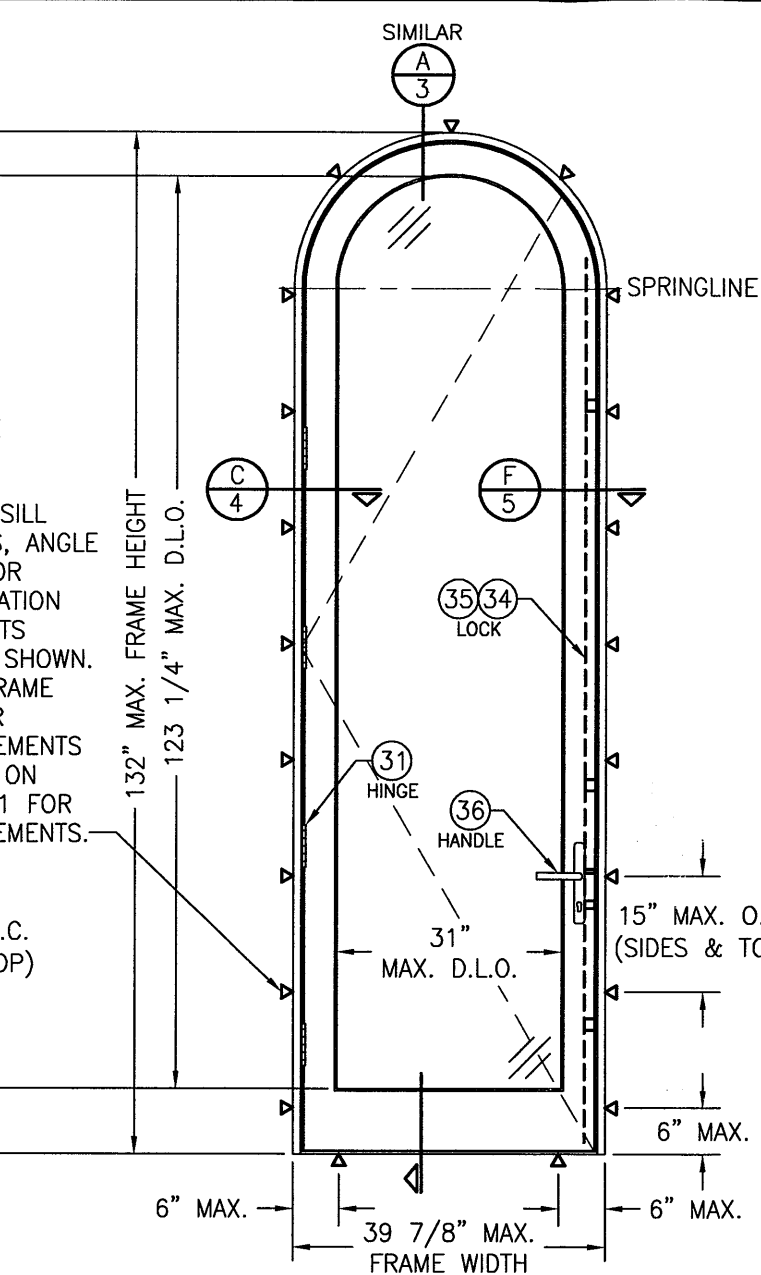 SIMILAR
A
3
SPRINGLINE
C
4
F
5
SILL
, ANGLE
OR
ATION
TS
SHOWN.
RAME
R
EMENTS
ON
1 FOR
EMENTS.
.C.
OP)
132" MAX. FRAME HEIGHT
123 1/4" MAX. D.L.O.
35 34
LOCK
31
HINGE
36
HANDLE
31"
MAX. D.L.O.
15" MAX. O.
(SIDES & TO
6" MAX.
6" MAX.
6" MAX.
39 7/8" MAX.
FRAME WIDTH